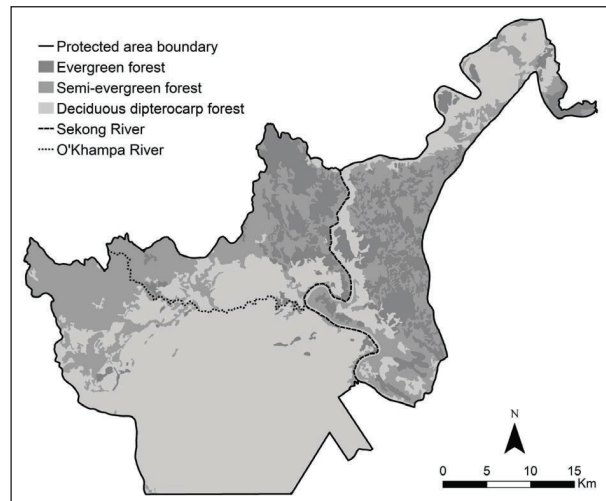 Protected area boundary
Evergreen forest
Semi-evergreen forest
Deciduous dipterocarp forest
Sekong River
O'Khampa River
N
0 5 10 15
Km